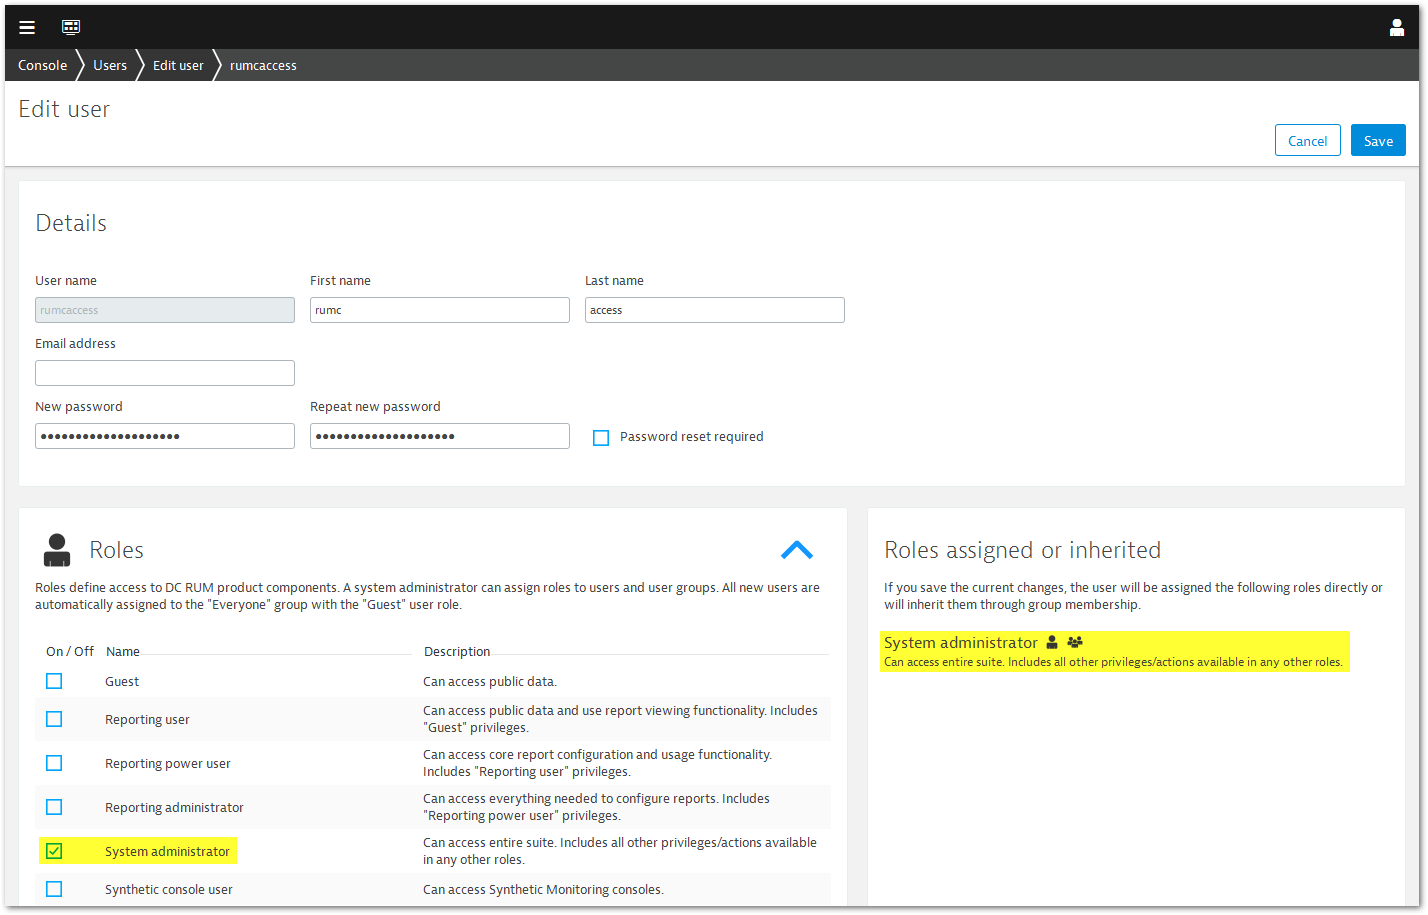 Console
Users
Edit user
rumcaccess
Edit user
Cancel
Save
Details
User name
First name
Last name
rumcaccess
rumc
access
Email address
New password
Repeat new password
••••••••••••••••••••
••••••••••••••••••••
Password reset required
Roles
Roles define access to DC RUM product components. A system administrator can assign roles to users and user groups. All new users are
automatically assigned to the "Everyone" group with the "Guest" user role.
On / Off
Name
Description
Guest
Can access public data.
Reporting user
Can access public data and use report viewing functionality. Includes
"Guest" privileges.
Reporting power user
Can access core report configuration and usage functionality.
Includes "Reporting user" privileges.
Reporting administrator
Can access everything needed to configure reports. Includes
"Reporting power user" privileges.
System administrator
Can access entire suite. Includes all other privileges/actions available
in any other roles.
Synthetic console user
Can access Synthetic Monitoring consoles.
Roles assigned or inherited
If you save the current changes, the user will be assigned the following roles directly or
will inherit them through group membership.
System administrator
Can access entire suite. Includes all other privileges/actions available in any other roles.